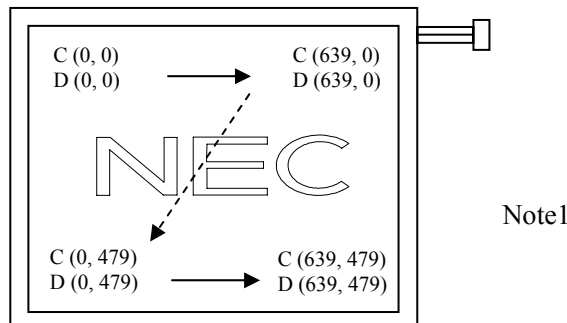 C (0, 0)
D (0, 0)
C (639, 0)
D (639, 0)
NEC
Note1
C (0, 479)
D (0, 479)
C (639, 479)
D (639, 479)